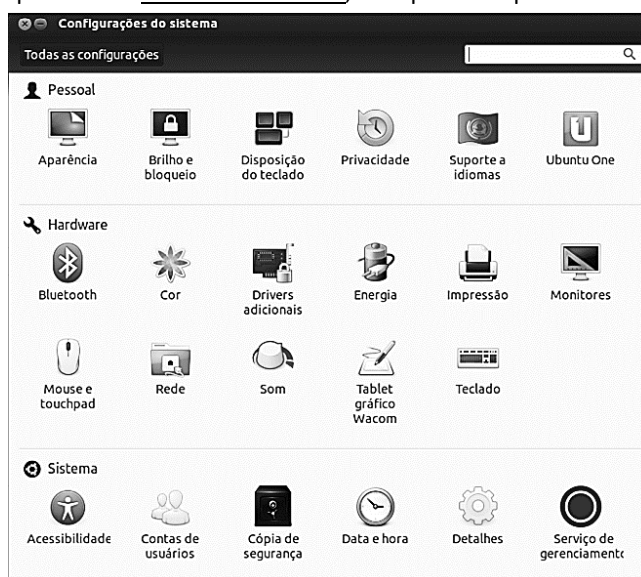 Configurações do sistema
Todas as configurações
Pessoal
Aparência
Brilho e
bloqueio
Disposição
do teclado
Privacidade
Suporte a
idiomas
Ubuntu One
Hardware
Bluetooth
Cor
Drivers
adicionais
Energia
Impressão
Monitores
Mouse e
touchpad
Rede
Som
Tablet
gráfico
Wacom
Teclado
Sistema
Acessibilidade
Contas de
usuários
Cópia de
segurança
Data e hora
Detalhes
Serviço de
gerenciament